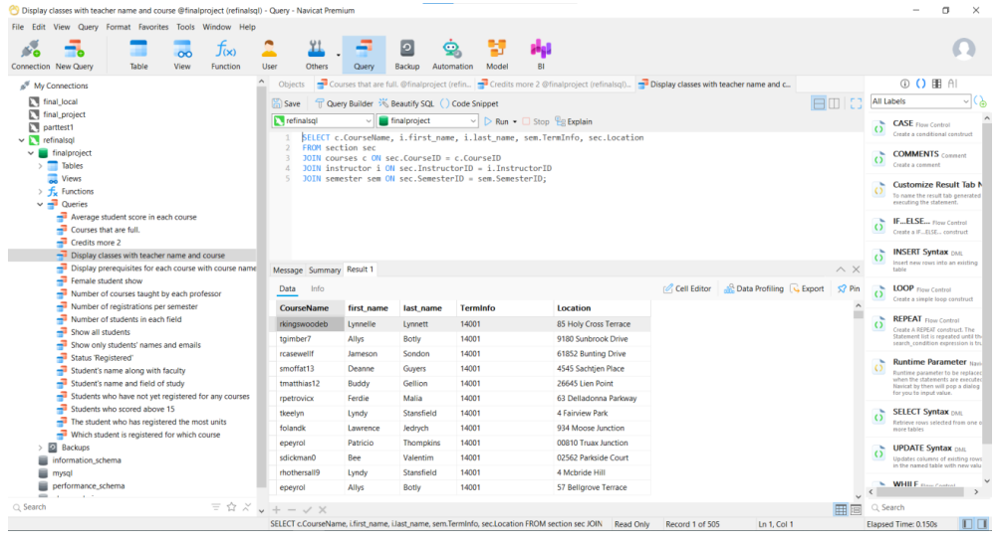 Display classes with teacher name and course @finalproject (refinalsql) - Query - Navicat Premium
File Edit View Query Format Favorites Tools Window Help
Connection New Query Table View Function User Others Query Backup Automation Model BI
My Connections
final_local
final_project
parttest1
refinalsql
finalproject
Tables
Views
Functions
Queries
Average student score in each course
Courses that are full.
Credits more 2
Display classes with teacher name and course
Display prerequisites for each course with course name
Female student show
Number of courses taught by each professor
Number of registrations per semester
Number of students in each field
Show all students
Show only students' names and emails
Status 'Registered'
Student's name along with faculty
Student's name and field of study
Students who have not yet registered for any courses
Students who scored above 15
The student who has registered the most units
Which student is registered for which course
Backups
information_schema
mysql
performance_schema
Search
Objects Courses that are full. @finalproject (refin... Credits more 2 @finalproject (refinalsql)... Display classes with teacher name and c...
Save Query Builder Beautify SQL () Code Snippet
refinalsql finalproject Run Stop Explain
1 SELECT c.CourseName, i.first_name, i.last_name, sem.TermInfo, sec.Location
2 FROM section sec
3 JOIN courses c ON sec.CourseID = c.CourseID
4 JOIN instructor i ON sec.InstructorID = i.InstructorID
5 JOIN semester sem ON sec.SemesterID = sem.SemesterID;
Message Summary Result 1
Data Info Cell Editor Data Profiling Export Pin
CourseName first_name last_name TermInfo Location
rkingswoodeb Lynnelle Lynnett 14001 85 Holy Cross Terrace
tgimber7 Allys Botly 14001 9180 Sunbrook Drive
rcasewellf Jameson Sondon 14001 61852 Bunting Drive
smoffat13 Deanne Guyers 14001 4545 Sachtjen Place
tmatthias12 Buddy Gellion 14001 26645 Lien Point
rpetrovicx Ferdie Malia 14001 63 Delladonna Parkway
tkeelyn Lyndy Stansfield 14001 4 Fairview Park
folandk Lawrence Jedrych 14001 934 Moose Junction
epeyrol Patricio Thompkins 14001 00810 Truax Junction
sdickman0 Bee Valentim 14001 02562 Parkside Court
rhothersall9 Lyndy Stansfield 14001 4 Mcbride Hill
epeyrol Allys Botly 14001 57 Bellgrove Terrace
SELECT c.CourseName, i.first_name, i.last_name, sem.TermInfo, sec.Location FROM section sec JOIN Read Only Record 1 of 505 Ln 1, Col 1 Elapsed Time: 0.150s
All Labels
CASE Flow Control
Create a conditional construct
COMMENTS Comment
Create a comment
Customize Result Tab N
To name the result tab generated
executing the statement.
IF...ELSE... Flow Control
Create a IF...ELSE... construct
INSERT Syntax DML
Insert new rows into an existing
table
LOOP Flow Control
Create a simple loop construct
REPEAT Flow Control
Create A REPEAT construct. The
Statement list is repeated until the
search_condition expression is tru
Runtime Parameter Navi
Runtime parameter to be replaced
when the statements are executed
Navicat by then will pop a dialog
for you to input value.
SELECT Syntax DML
Retrieve rows selected from one o
more tables
UPDATE Syntax DML
Updates columns of existing rows
in the named table with new valu
WHILE Flow Control
Search